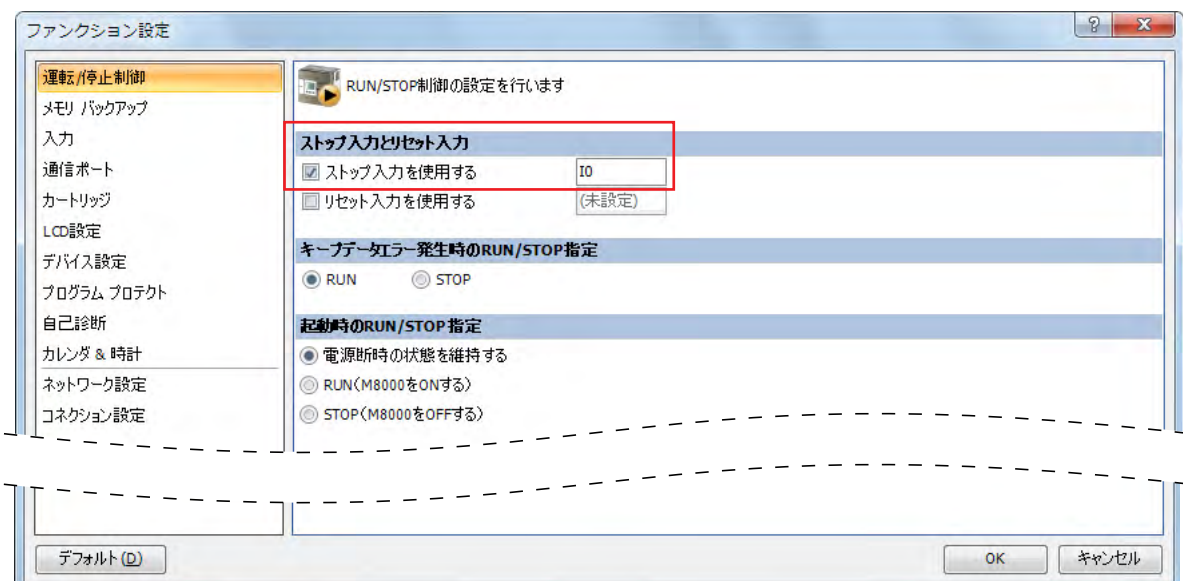 ファンクション設定
運転/停止制御
メモリ バックアップ
入力
通信ポート
カートリッジ
LCD設定
デバイス設定
プログラム プロテクト
自己診断
カレンダ & 時計
ネットワーク設定
コネクション設定
RUN/STOP制御の設定を行います
ストップ入力とリセット入力
ストップ入力を使用する I0
リセット入力を使用する (未設定)
キープデータエラー発生時のRUN/STOP指定
RUN STOP
起動時のRUN/STOP指定
電源断時の状態を維持する
RUN(M8000をONする)
STOP(M8000をOFFする)
デフォルト(D) OK キャンセル